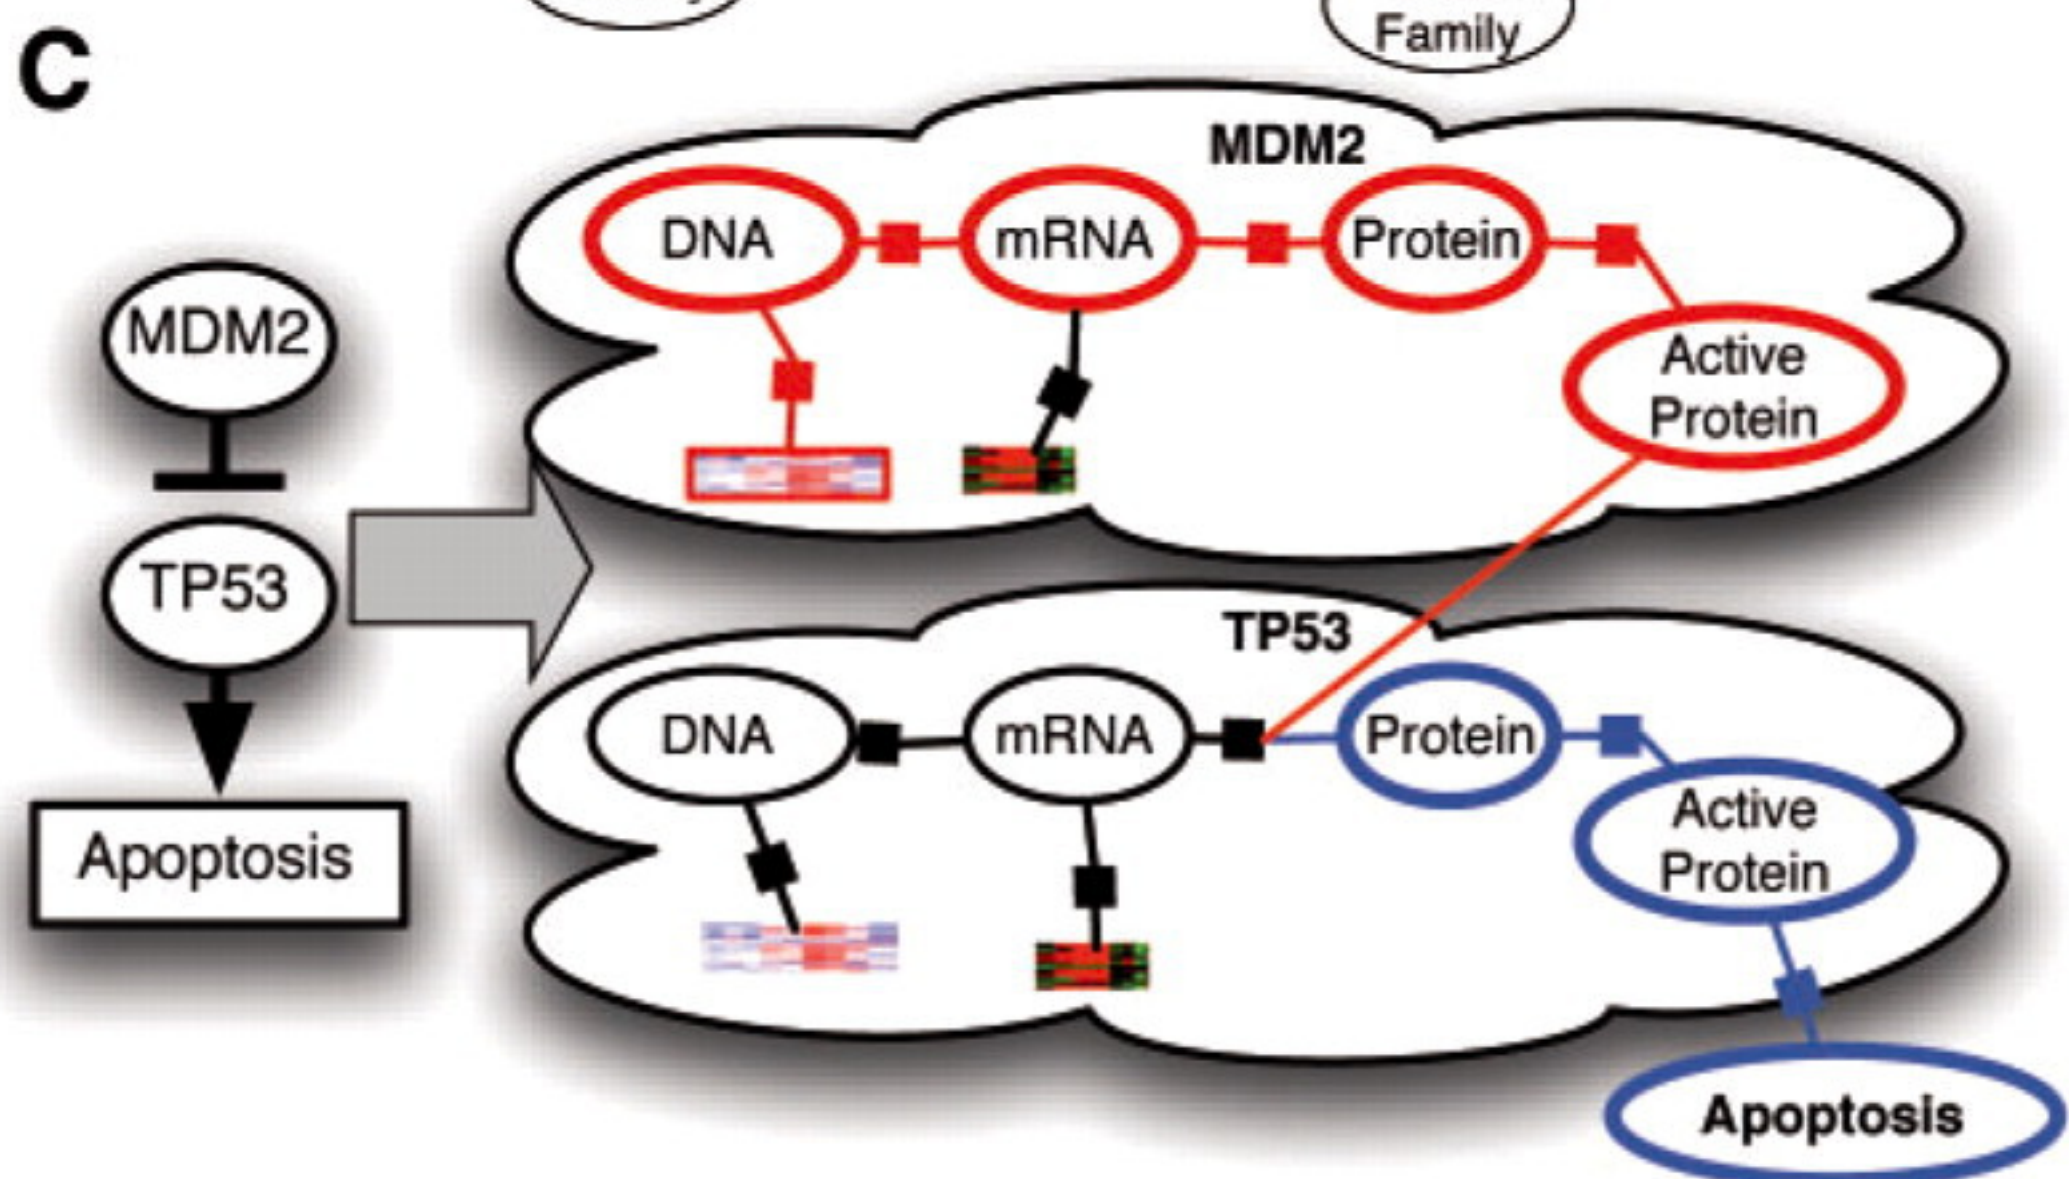 C
Family
MDM2
TP53
Apoptosis
MDM2
DNA
mRNA
Protein
Active
Protein
TP53
DNA
mRNA
Protein
Active
Protein
Apoptosis